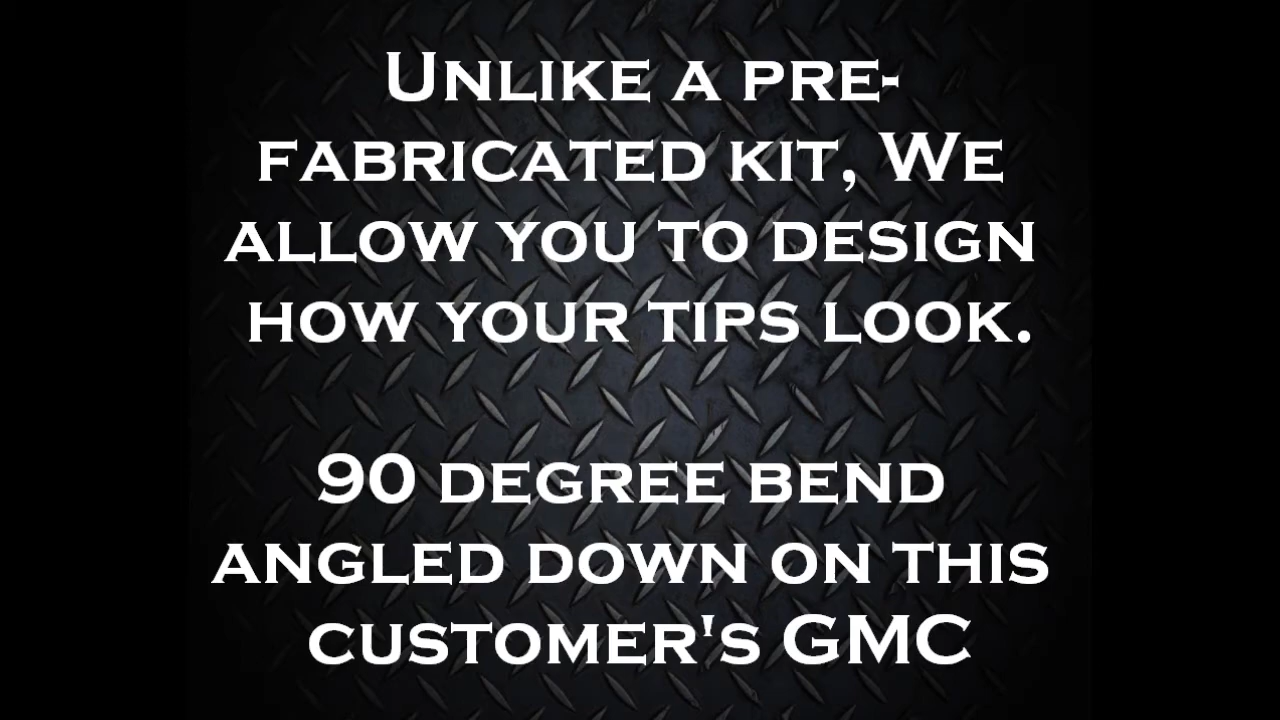 Unlike a pre-
fabricated kit, We
allow you to design
how your tips look.
90 degree bend
angled down on this
customer's GMC